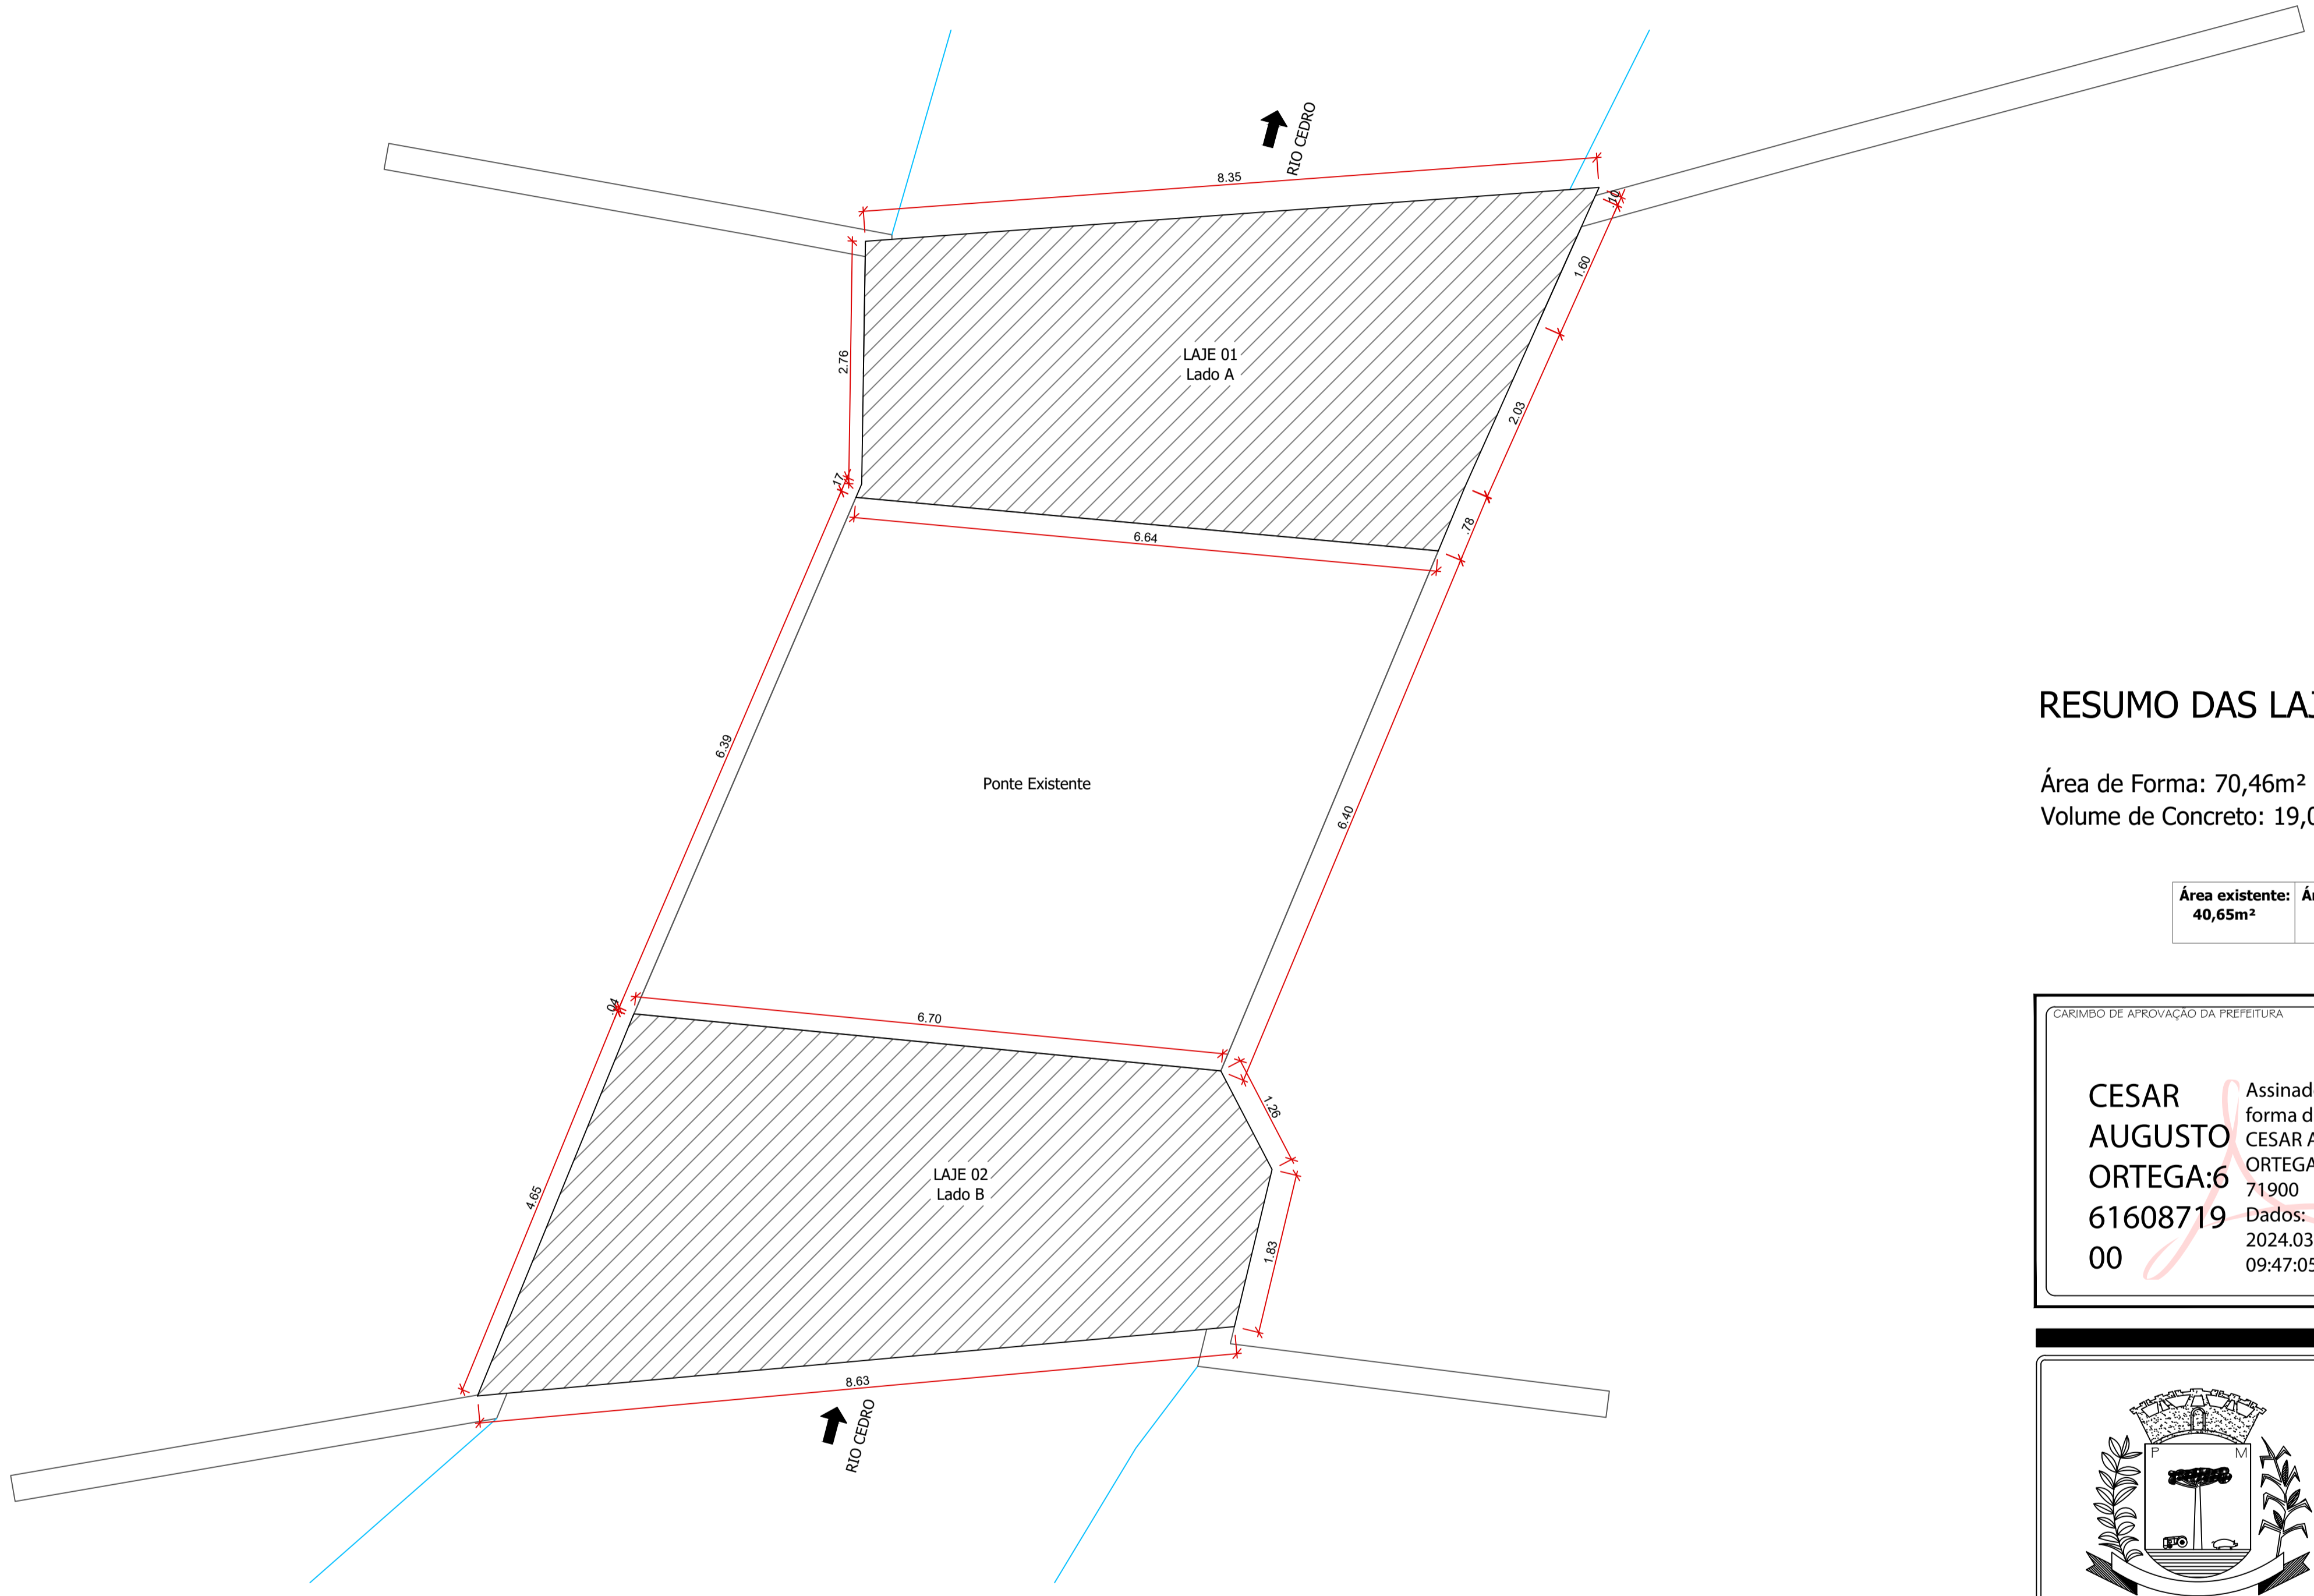 RIO CEDRO
8.35
.10
1.60
2.76
LAJE 01
Lado A
2.03
.17
.78
6.64
6.39
Ponte Existente
6.40
.04
6.70
1.26
LAJE 02
Lado B
4.65
1.83
8.63
RIO CEDRO
RESUMO DAS LAJ
Área de Forma: 70,46m²
Volume de Concreto: 19,0
Área existente:
40,65m²
CARIMBO DE APROVAÇÃO DA PREFEITURA
CESAR
AUGUSTO
ORTEGA:6
61608719
00
Assinad
forma d
CESAR A
ORTEGA
71900
Dados:
2024.03
09:47:05
P M